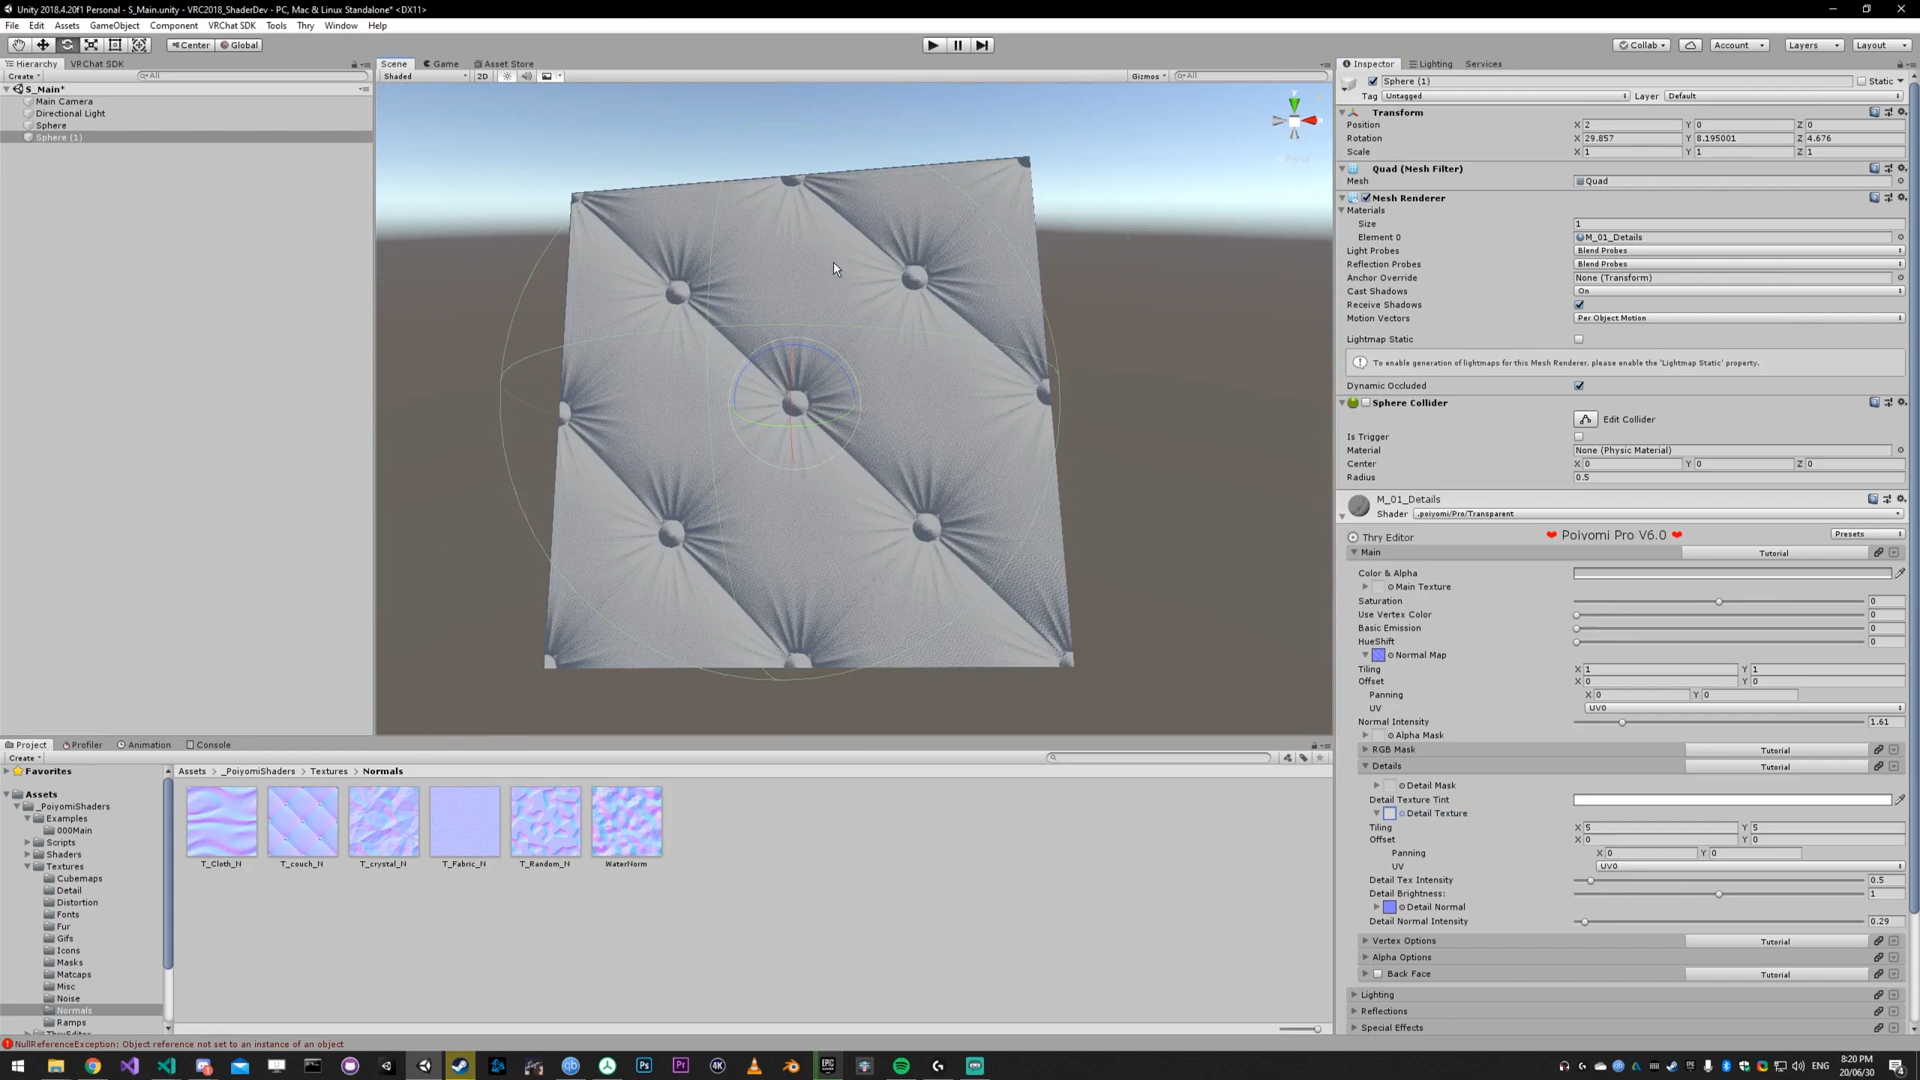 Unity 2018.4.20f1 Personal - S_Main.unity - VRC2018_ShaderDev - PC, Mac & Linux Standalone* <DX11>
File Edit Assets GameObject Component VRChat SDK Tools Thry Window Help
Center Global Collab Account Layers Layout
Hierarchy VRChat SDK Scene Game Asset Store Inspector Lighting Services
Create All Shaded 2D Gizmos All
S_Main*
Main Camera
Directional Light
Sphere
Sphere (1)
Sphere (1) Static
Tag Untagged Layer Default
Transform
Position X 2 Y 0 Z 0
Rotation X 29.857 Y 8.195001 Z 4.676
Scale X 1 Y 1 Z 1
Quad (Mesh Filter)
Mesh Quad
Mesh Renderer
Materials
Size 1
Element 0 M_01_Details
Light Probes Blend Probes
Reflection Probes Blend Probes
Anchor Override None (Transform)
Cast Shadows On
Receive Shadows
Motion Vectors Per Object Motion
Lightmap Static
To enable generation of lightmaps for this Mesh Renderer, please enable the 'Lightmap Static' property.
Dynamic Occluded
Sphere Collider
Edit Collider
Is Trigger
Material None (Physic Material)
Center X 0 Y 0 Z 0
Radius 0.5
M_01_Details
Shader .poiyomi/Pro/Transparent
Thry Editor ❤ Poiyomi Pro V6.0 ❤ Presets
Main Tutorial
Color & Alpha
Main Texture
Saturation 0
Use Vertex Color 0
Basic Emission 0
HueShift 0
Normal Map
Tiling X 1 Y 1
Offset X 0 Y 0
Panning X 0 Y 0
UV UV0
Normal Intensity 1.61
Alpha Mask
RGB Mask Tutorial
Details Tutorial
Detail Mask
Detail Texture Tint
Detail Texture
Tiling X 5 Y 5
Offset X 0 Y 0
Panning X 0 Y 0
UV UV0
Detail Tex Intensity 0.5
Detail Brightness: 1
Detail Normal
Detail Normal Intensity 0.29
Vertex Options Tutorial
Alpha Options
Back Face Tutorial
Lighting
Reflections
Special Effects
Project Profiler Animation Console
Create
Favorites
Assets > _PoiyomiShaders > Textures > Normals
Assets
_PoiyomiShaders
Examples
000Main
Scripts
Shaders
Textures
Cubemaps
Detail
Distortion
Fonts
Fur
Gifs
Icons
Masks
Matcaps
Misc
Noise
Normals
Ramps
ThryEditor
T_Cloth_N T_couch_N T_crystal_N T_Fabric_N T_Random_N WaterNorm
NullReferenceException: Object reference not set to an instance of an object
Ps Pr 4K EPIC GAMES
ENG
8:20 PM
20/06/30